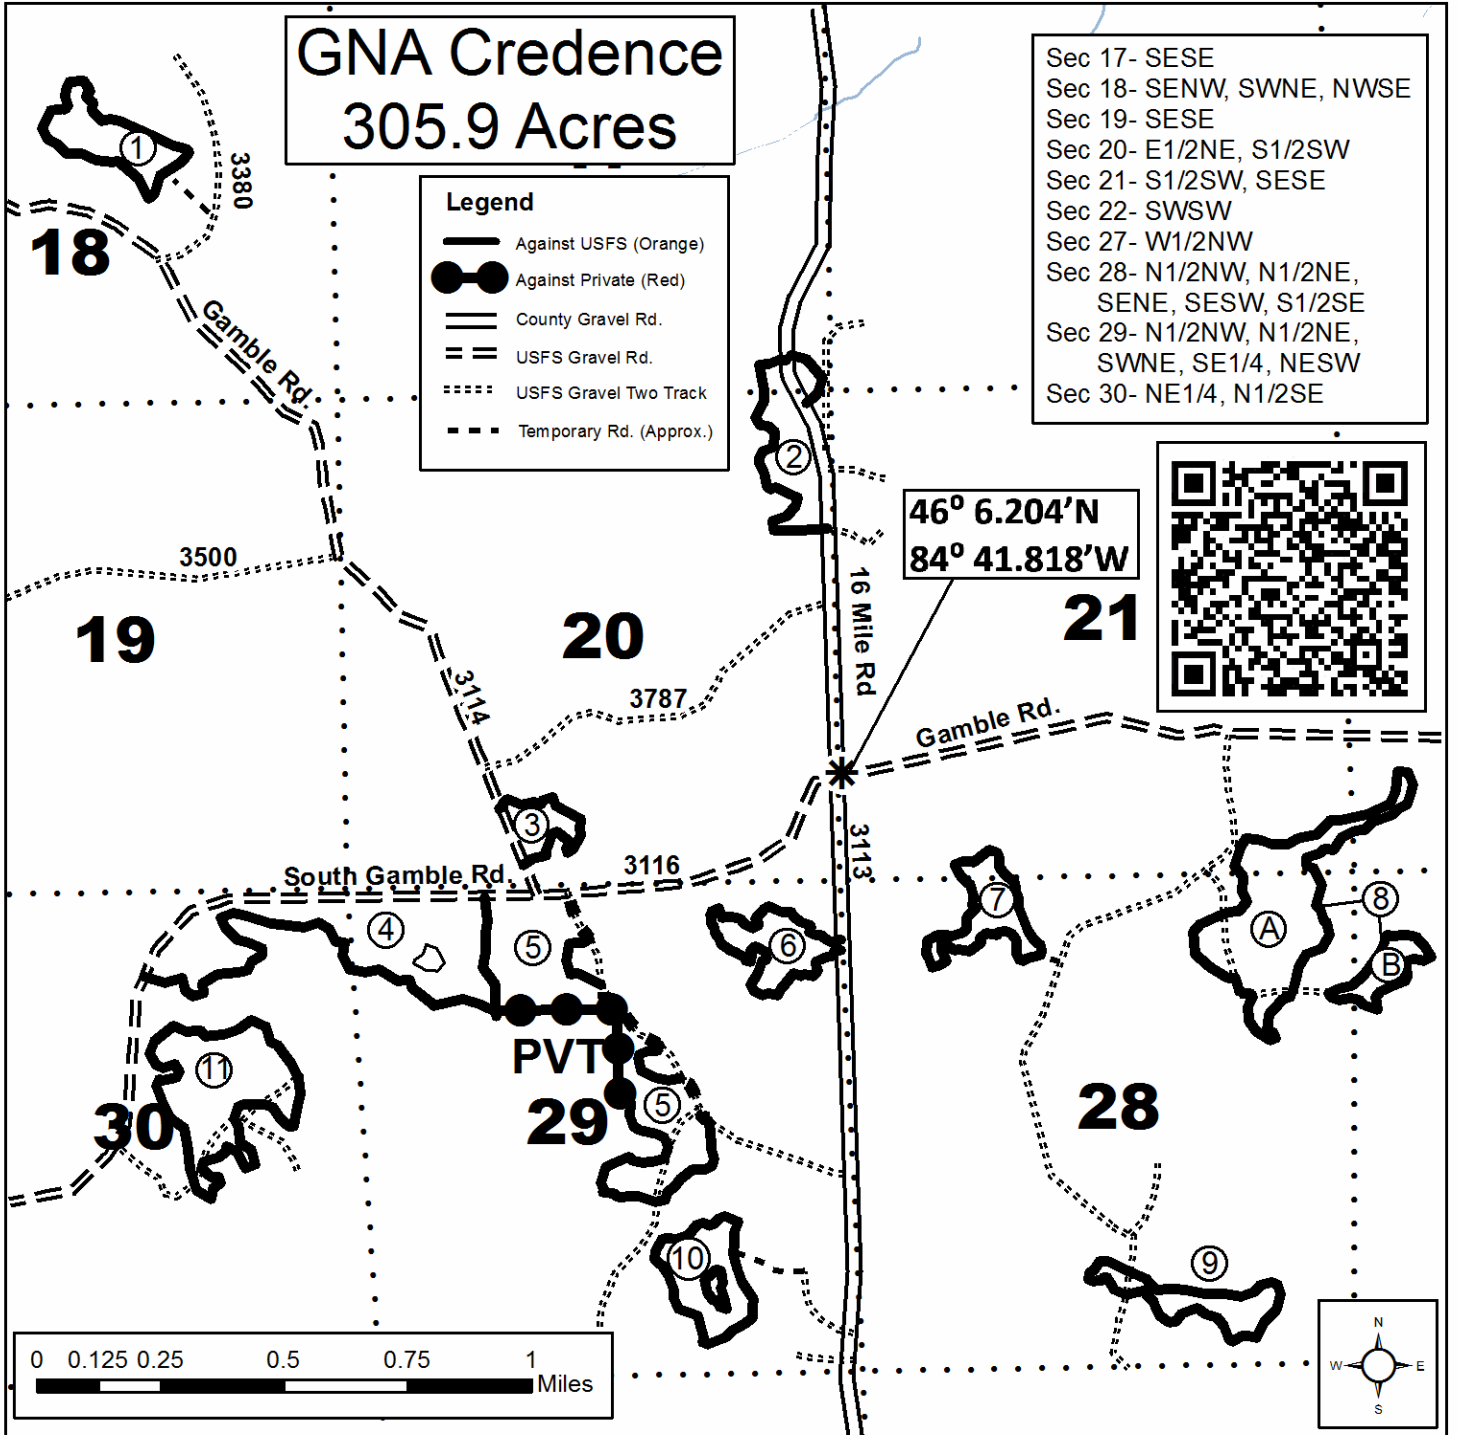 GNA Credence
305.9 Acres
Sec 17- SESE
Sec 18- SENW, SWNE, NWSE
Sec 19- SESE
Sec 20- E1/2NE, S1/2SW
Sec 21- S1/2SW, SESE
Sec 22- SWSW
Sec 27- W1/2NW
Sec 28- N1/2NW, N1/2NE,
SENE, SESW, S1/2SE
Sec 29- N1/2NW, N1/2NE,
SWNE, SE1/4, NESW
Sec 30- NE1/4, N1/2SE
Legend
Against USFS (Orange)
Against Private (Red)
County Gravel Rd.
USFS Gravel Rd.
USFS Gravel Two Track
Temporary Rd. (Approx.)
1
3380
18
Gamble Rd.
2
46⁰ 6.204’N
84⁰ 41.818’W
3500
16 Mile Rd
19
20
21
3114
3787
Gamble Rd.
3
3116
3113
South Gamble Rd.
4
5
6
7
8
A
B
PVT
11
5
30
29
28
10
9
0 0.125 0.25 0.5 0.75 1
Miles
N
W E
S